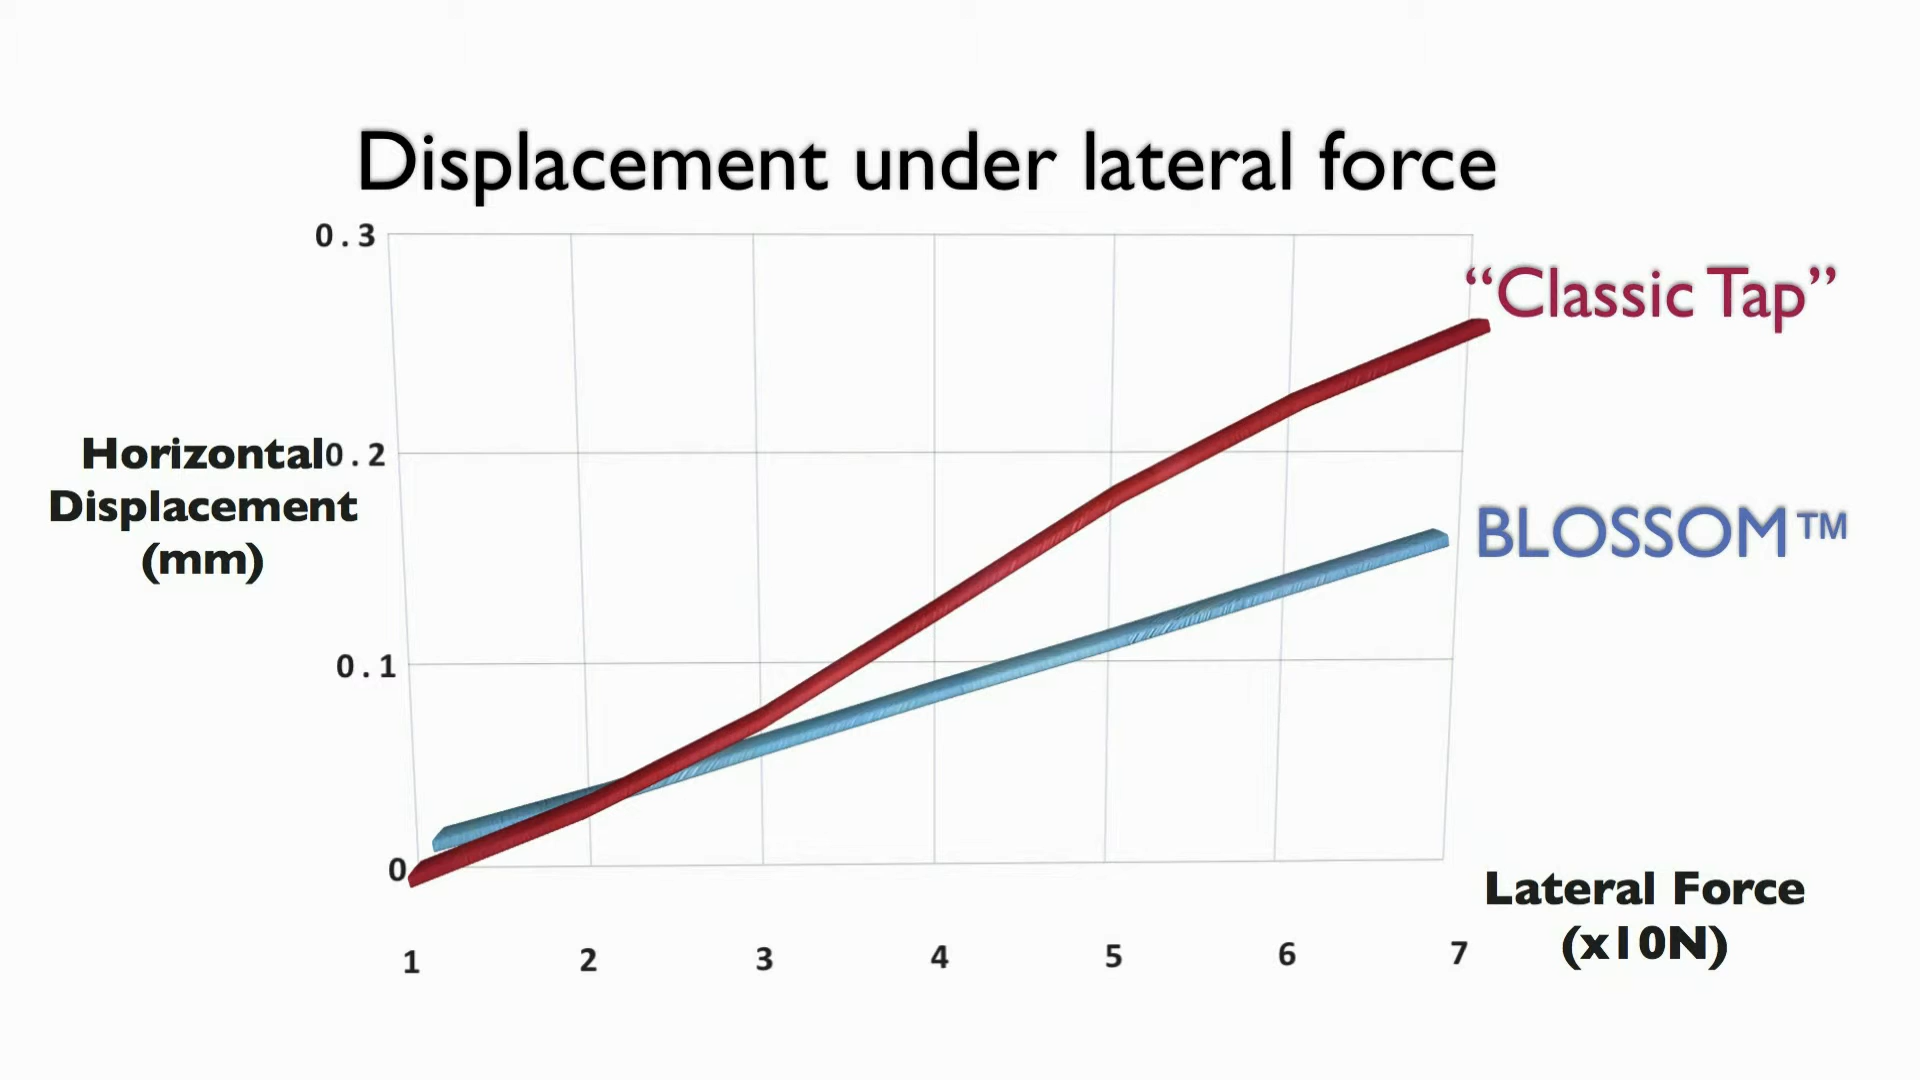 Displacement under lateral force
0.3
“Classic Tap”
Horizontal
Displacement
(mm)
0.2
BLOSSOM™
0.1
0
Lateral Force
(x10N)
1 2 3 4 5 6 7